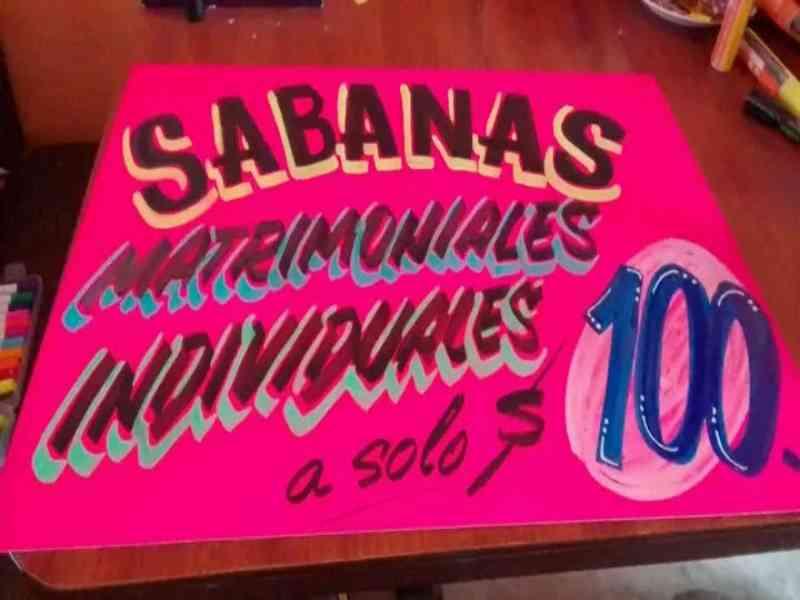 SABANAS
MATRIMONIALES
INDIVIDUALES
a solo $ 100.